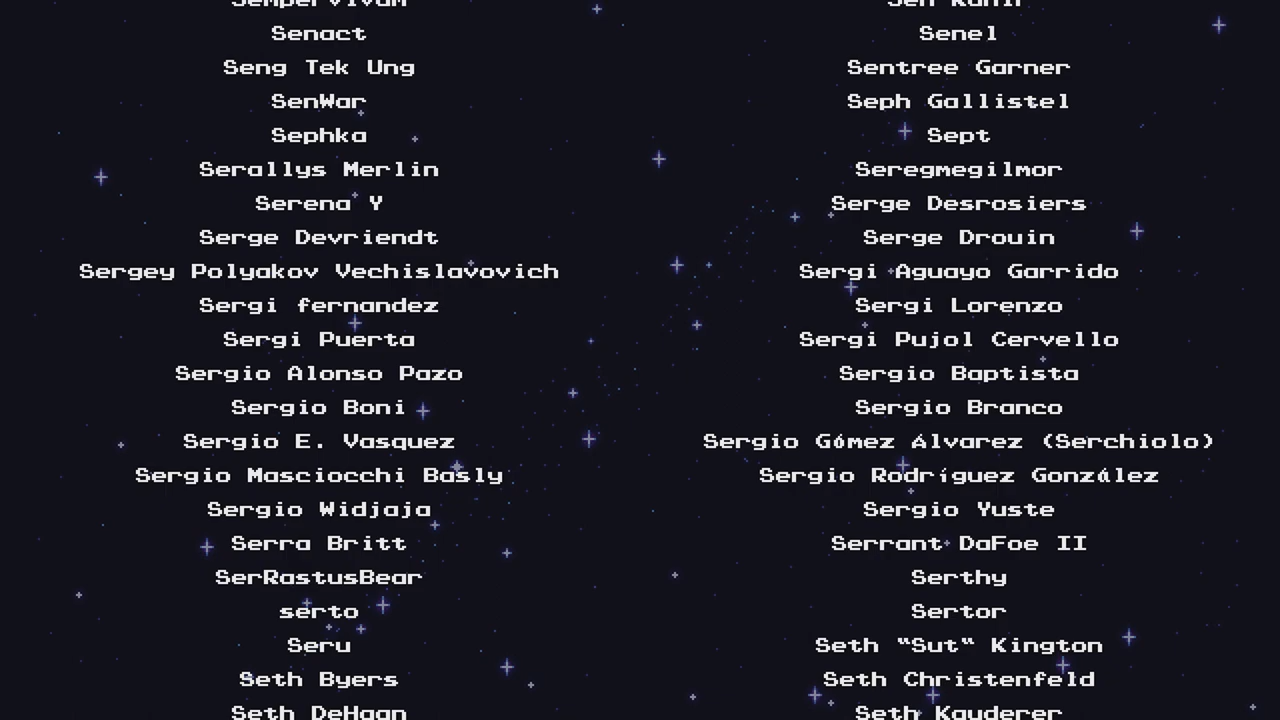 Sempervivum
Senact
Seng Tek Ung
SenWar
Sephka
Serallys Merlin
Serena Y
Serge Devriendt
Sergey Polyakov Vechislavovich
Sergi fernandez
Sergi Puerta
Sergio Alonso Pazo
Sergio Boni
Sergio E. Vasquez
Sergio Masciocchi Basly
Sergio Widjaja
Serra Britt
SerRastusBear
serto
Seru
Seth Byers
Seth DeHaan
Sen Kahir
Senel
Sentree Garner
Seph Gallistel
Sept
Seregmegilmor
Serge Desrosiers
Serge Drouin
Sergi Aguayo Garrido
Sergi Lorenzo
Sergi Pujol Cervello
Sergio Baptista
Sergio Branco
Sergio Gómez Álvarez (Serchiolo)
Sergio Rodríguez González
Sergio Yuste
Serrant DaFoe II
Serthy
Sertor
Seth "Sut" Kington
Seth Christenfeld
Seth Kauderer